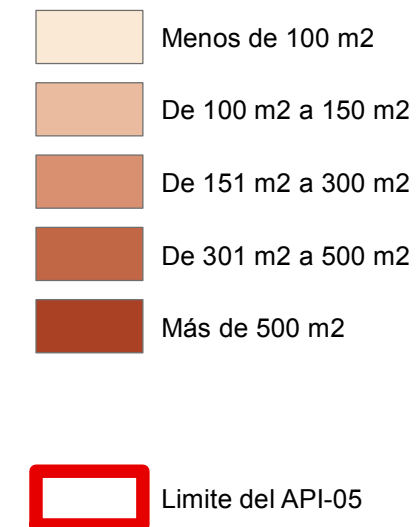 Menos de 100 m2
De 100 m2 a 150 m2
De 151 m2 a 300 m2
De 301 m2 a 500 m2
Más de 500 m2
Limite del API-05